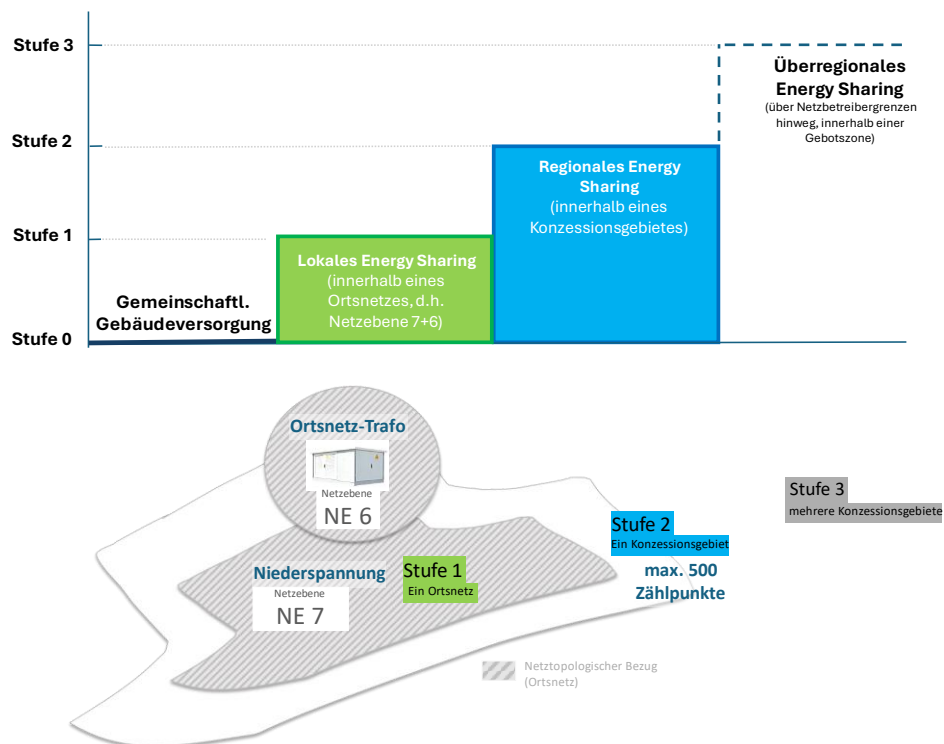 Stufe 3
Stufe 2
Stufe 1
Stufe 0
Gemeinschaftl.
Gebäudeversorgung
Lokales Energy Sharing
(innerhalb eines
Ortsnetzes, d.h.
Netzebene 7+6)
Regionales Energy
Sharing
(innerhalb eines
Konzessionsgebietes)
Überregionales
Energy Sharing
(über Netzbetreibergrenzen
hinweg, innerhalb einer
Gebotszone)
Ortsnetz-Trafo
Netzebene
NE 6
Niederspannung
Netzebene
NE 7
Stufe 1
Ein Ortsnetz
Stufe 2
Ein Konzessionsgebiet
max. 500
Zählpunkte
Stufe 3
mehrere Konzessionsgebiete
Netztopologischer Bezug
(Ortsnetz)